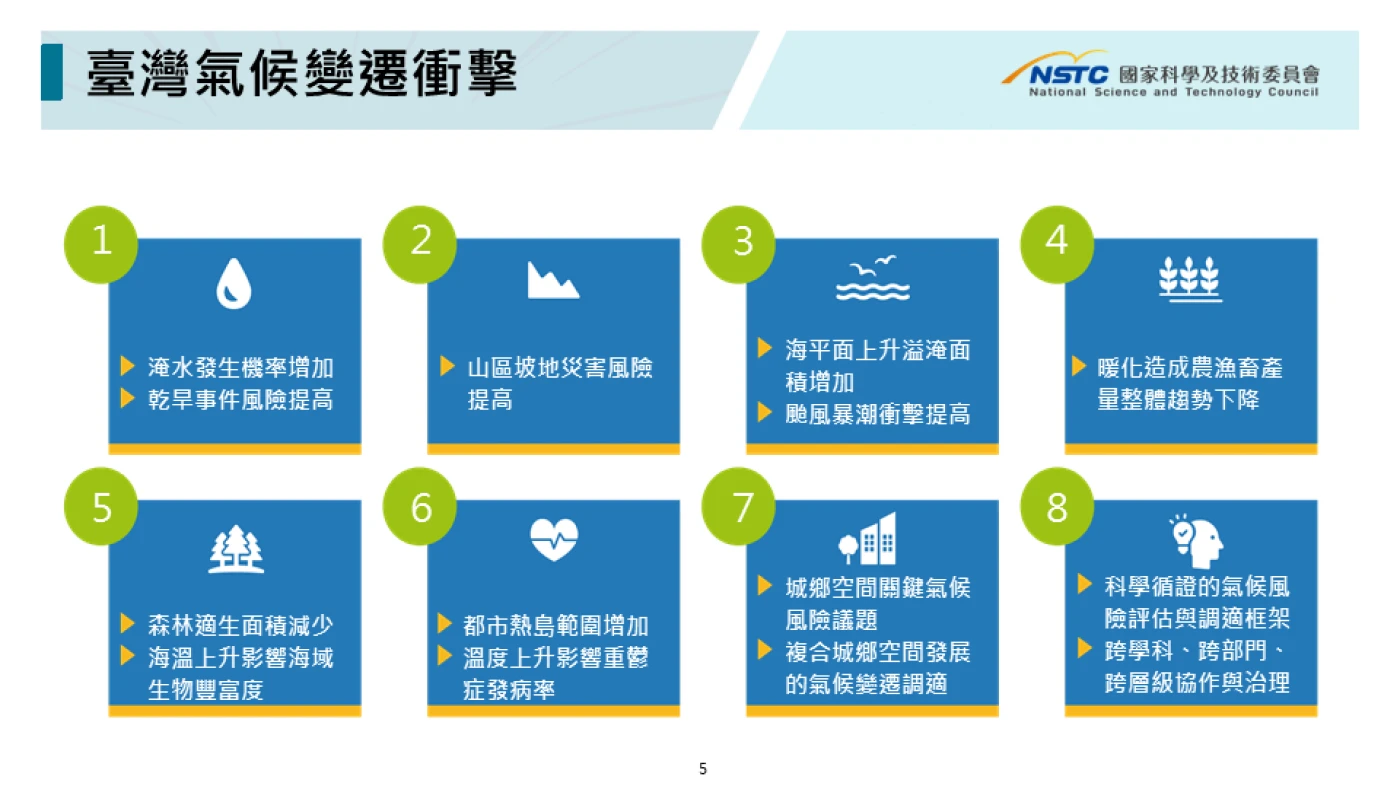 臺灣氣候變遷衝擊
NSTC 國家科學及技術委員會
National Science and Technology Council
1
淹水發生機率增加
乾旱事件風險提高
2
山區坡地災害風險
提高
3
海平面上升溢淹面
積增加
颱風暴潮衝擊提高
4
暖化造成農漁畜產
量整體趨勢下降
5
森林適生面積減少
海溫上升影響海域
生物豐富度
6
都市熱島範圍增加
溫度上升影響重鬱
症發病率
7
城鄉空間關鍵氣候
風險議題
複合城鄉空間發展
的氣候變遷調適
8
科學循證的氣候風
險評估與調適框架
跨學科、跨部門、
跨層級協作與治理
5